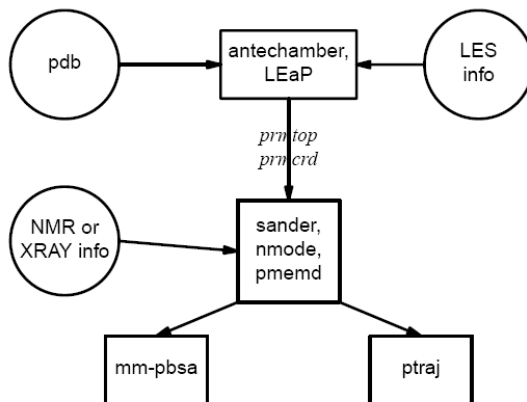 pdb
antechamber,
LEaP
LES
info
prmtop
prmcrd
NMR or
XRAY info
sander,
nmode,
pmemd
mm-pbsa
ptraj